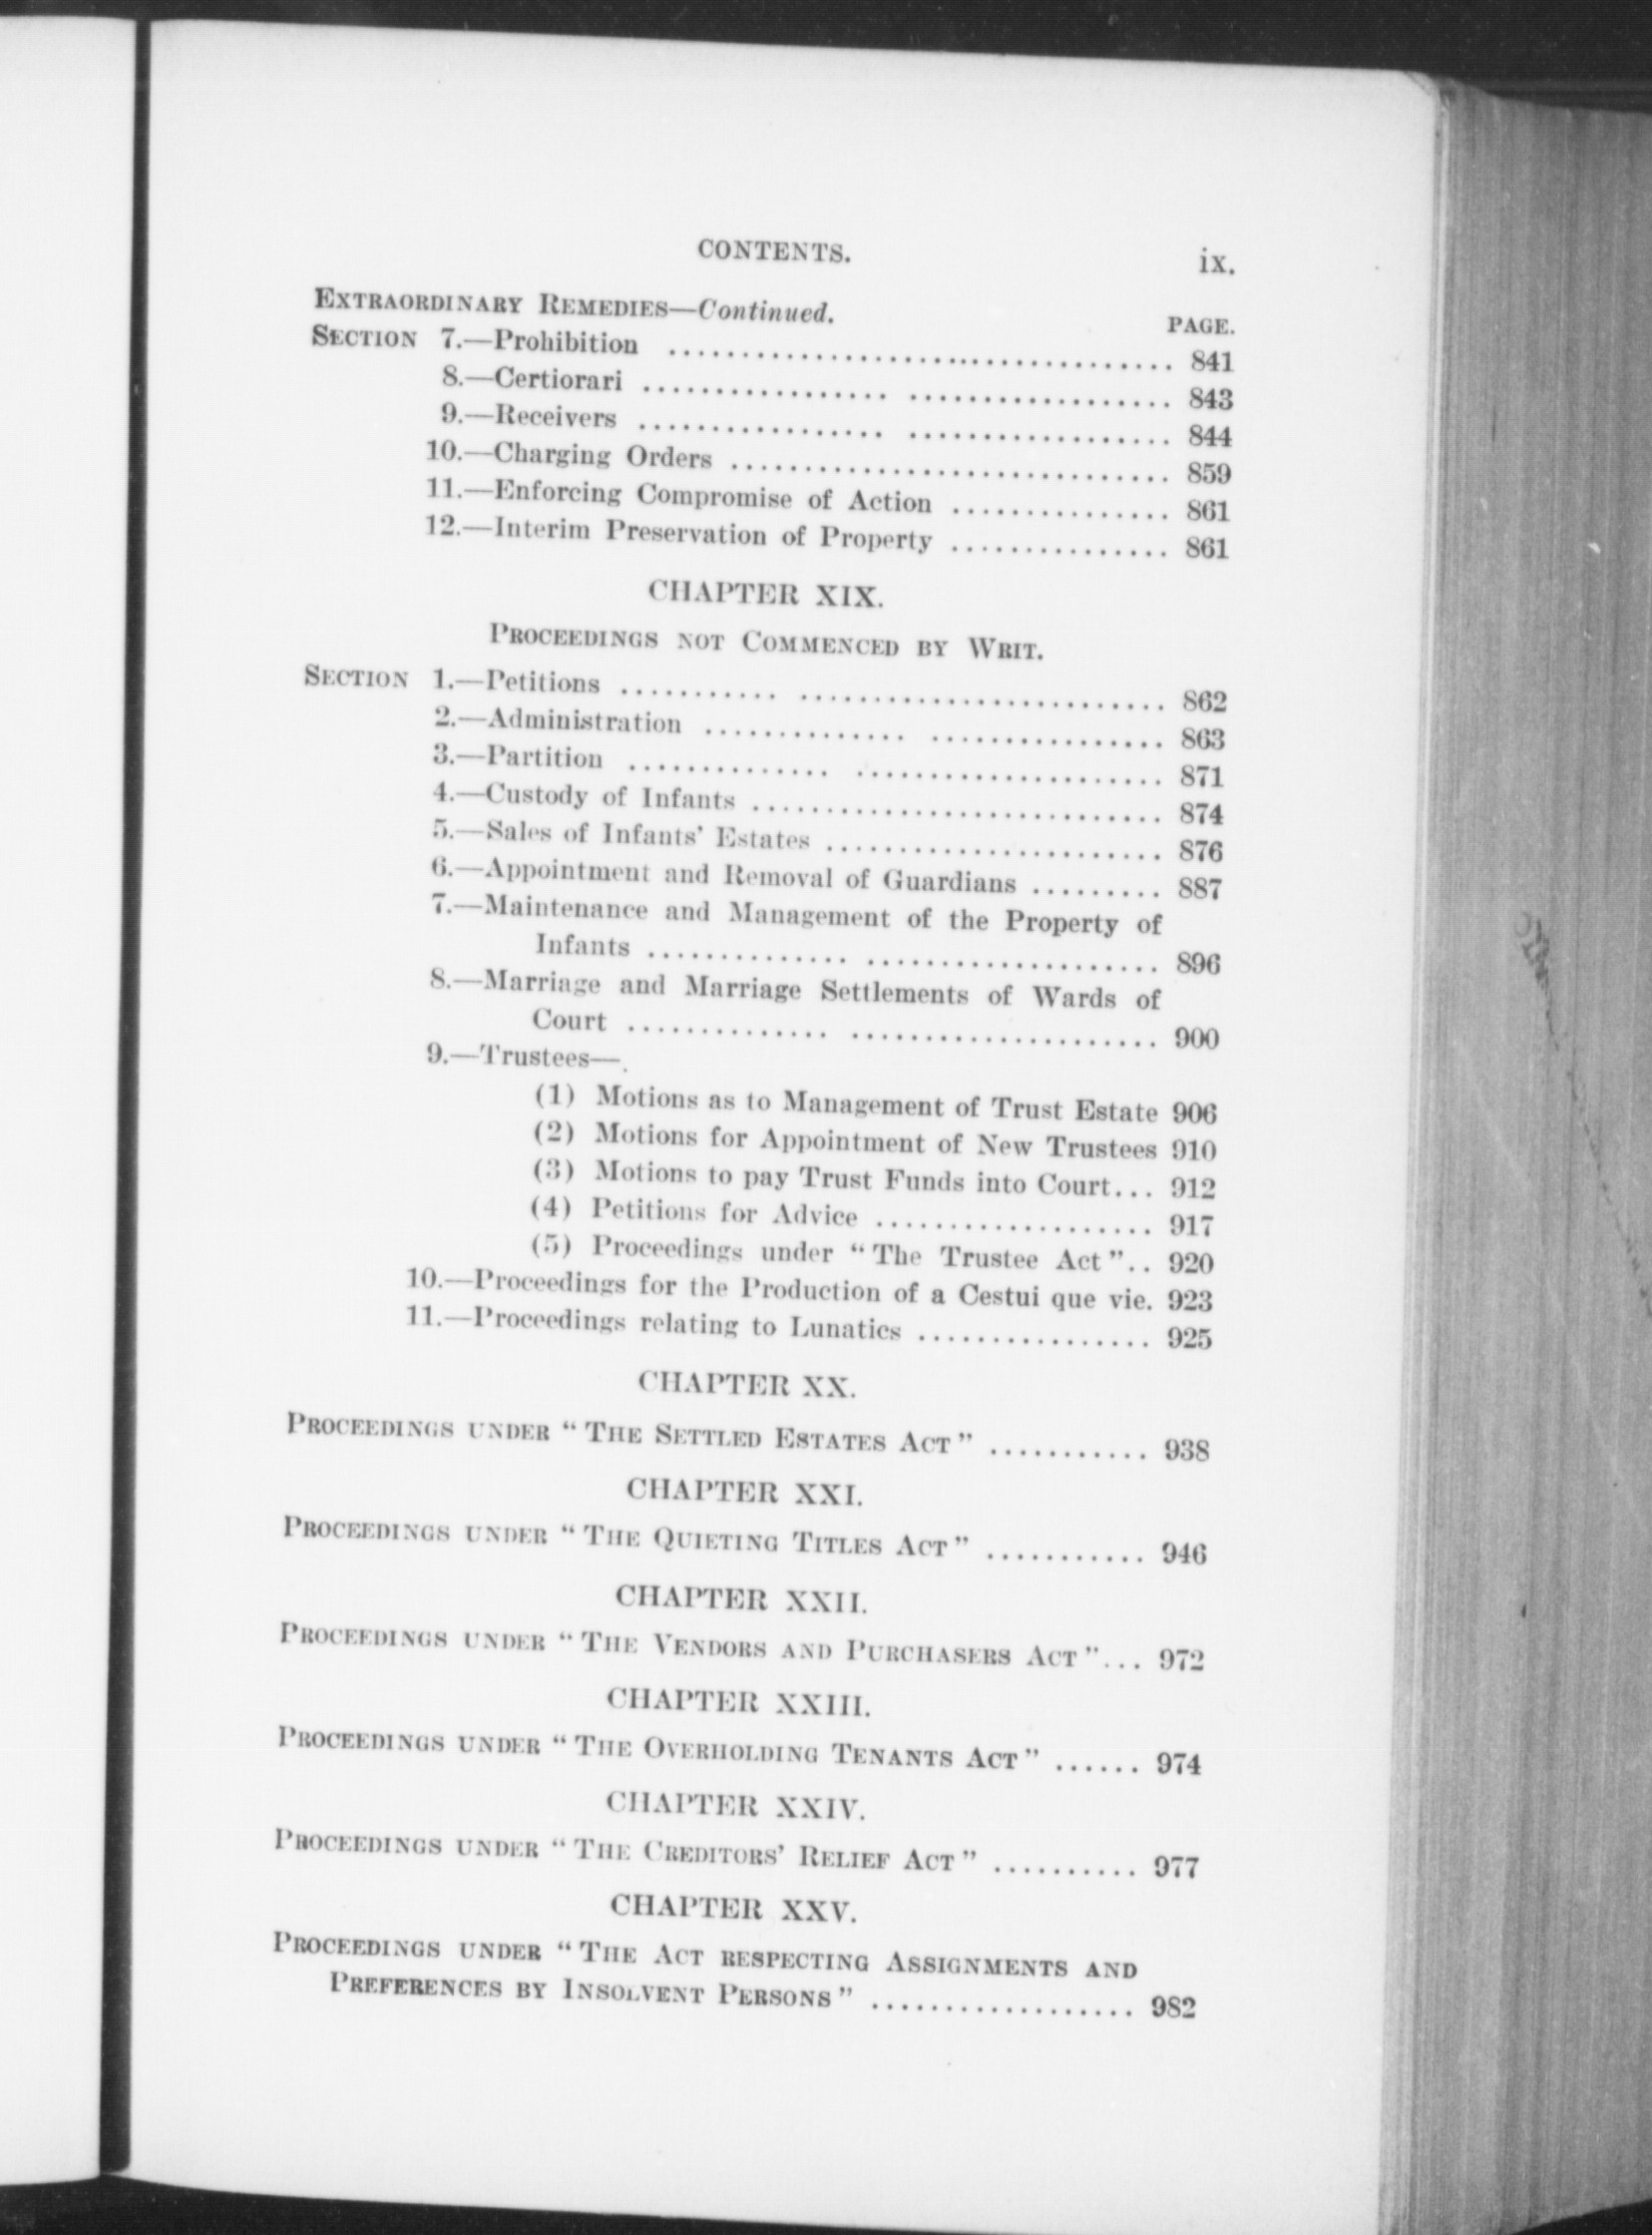 CONTENTS. ix.
EXTRAORDINARY REMEDIES—Continued. PAGE.
SECTION 7.—Prohibition .................................. 841
8.—Certiorari ................. .................. 843
9.—Receivers ................. .................. 844
10.—Charging Orders .............................. 859
11.—Enforcing Compromise of Action ............... 861
12.—Interim Preservation of Property ............... 861
CHAPTER XIX.
PROCEEDINGS NOT COMMENCED BY WRIT.
SECTION 1.—Petitions ........... ......................... 862
2.—Administration .............. ................ 863
3.—Partition .............. ..................... 871
4.—Custody of Infants ............................ 874
5.—Sales of Infants' Estates ....................... 876
6.—Appointment and Removal of Guardians ......... 887
7.—Maintenance and Management of the Property of
Infants .............. .................... 896
8.—Marriage and Marriage Settlements of Wards of
Court .............. ..................... 900
9.—Trustees—
(1) Motions as to Management of Trust Estate 906
(2) Motions for Appointment of New Trustees 910
(3) Motions to pay Trust Funds into Court... 912
(4) Petitions for Advice ................... 917
(5) Proceedings under “The Trustee Act”.. 920
10.—Proceedings for the Production of a Cestui que vie. 923
11.—Proceedings relating to Lunatics ................ 925
CHAPTER XX.
PROCEEDINGS UNDER “THE SETTLED ESTATES ACT” ........... 938
CHAPTER XXI.
PROCEEDINGS UNDER “THE QUIETING TITLES ACT” ........... 946
CHAPTER XXII.
PROCEEDINGS UNDER “THE VENDORS AND PURCHASERS ACT”... 972
CHAPTER XXIII.
PROCEEDINGS UNDER “THE OVERHOLDING TENANTS ACT” ...... 974
CHAPTER XXIV.
PROCEEDINGS UNDER “THE CREDITORS' RELIEF ACT” .......... 977
CHAPTER XXV.
PROCEEDINGS UNDER “THE ACT RESPECTING ASSIGNMENTS AND
PREFERENCES BY INSOLVENT PERSONS” .................. 982